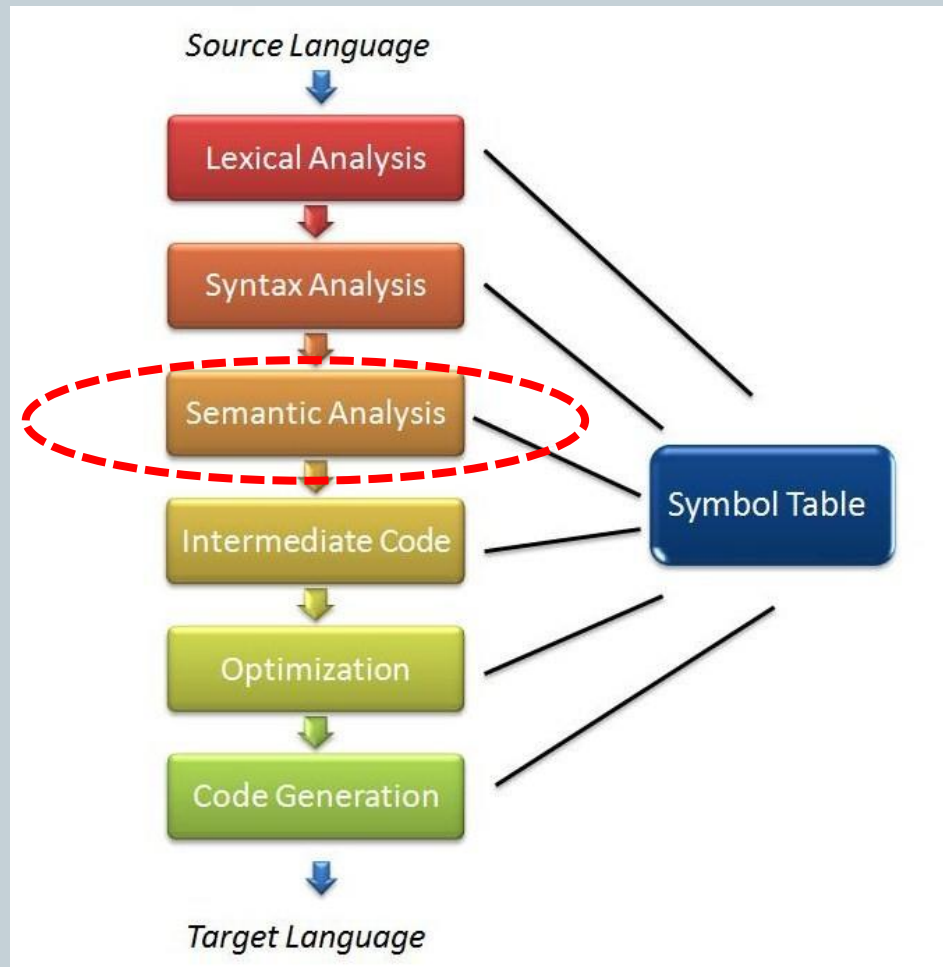 Source Language
Lexical Analysis
Syntax Analysis
Semantic Analysis
Symbol Table
Intermediate Code
Optimization
Code Generation
Target Language